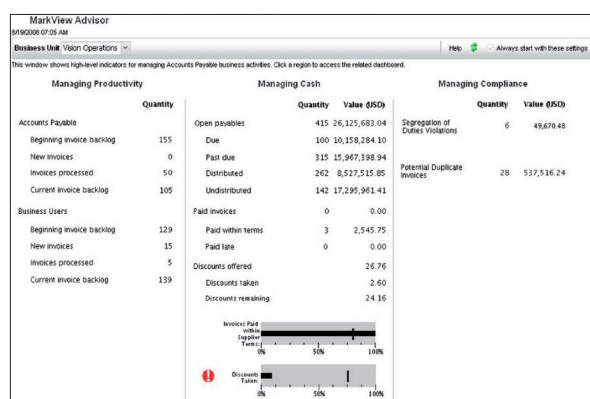 MarkView Advisor
8/19/2008 07:05 AM
Business Unit Vision Operations
Help Always start with these settings
This window shows high-level indicators for managing Accounts Payable business activities. Click a region to access the related dashboard.
Managing Productivity
Quantity
Accounts Payable
Beginning invoice backlog 155
New invoices 0
Invoices processed 50
Current invoice backlog 105
Business Users
Beginning invoice backlog 129
New invoices 15
Invoices processed 5
Current invoice backlog 139
Managing Cash
Quantity Value (USD)
Open payables 415 26,125,683.04
Due 100 10,158,284.10
Past due 315 15,967,398.94
Distributed 262 8,527,515.85
Undistributed 142 17,295,961.41
Paid invoices 0 0.00
Paid within terms 3 2,545.75
Paid late 0 0.00
Discounts offered 26.76
Discounts taken 2.60
Discounts remaining 24.16
Invoices Paid
within
Supplier
Terms:
0% 50% 100%
Discounts
Taken:
0% 50% 100%
Managing Compliance
Quantity Value (USD)
Segregation of
Duties Violations 6 49,670.48
Potential Duplicate
Invoices 28 537,516.24